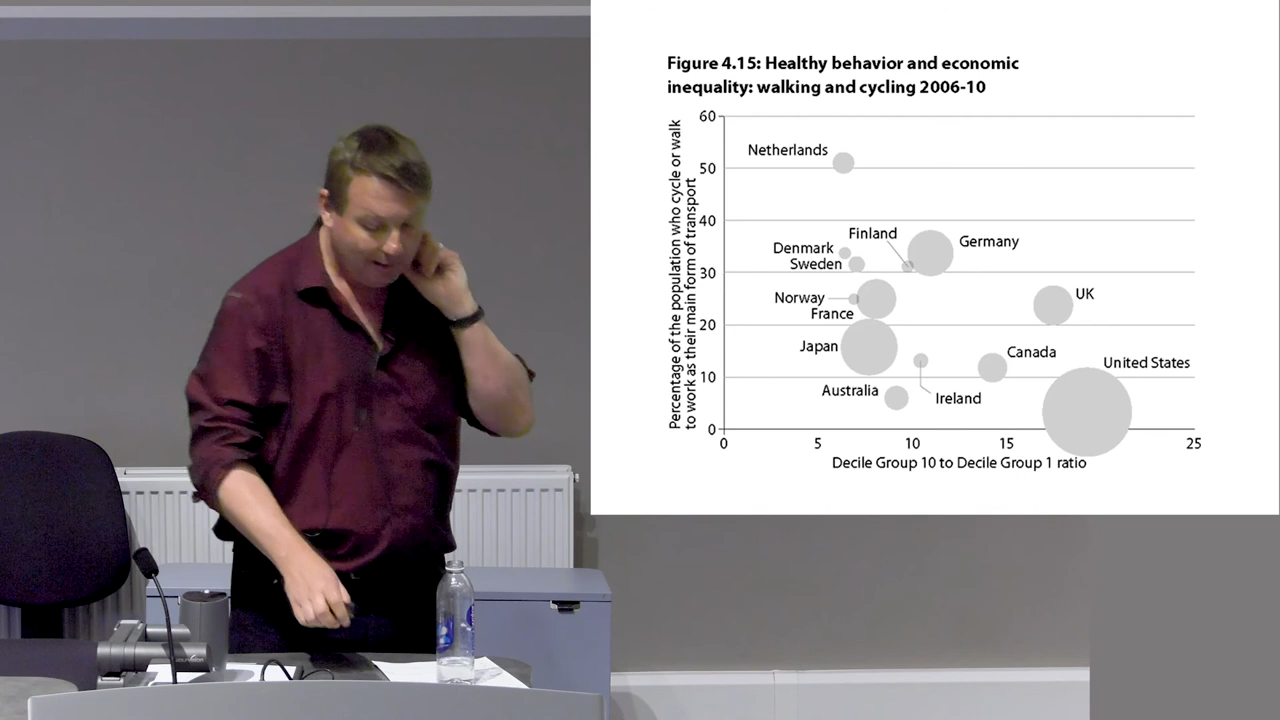 Figure 4.15: Healthy behavior and economic
inequality: walking and cycling 2006-10
Percentage of the population who cycle or walk
to work as their main form of transport
60
50
40
30
20
10
0
Netherlands
Finland
Germany
Denmark
Sweden
Norway
France
UK
Japan
Canada
United States
Australia
Ireland
0
5
10
15
25
Decile Group 10 to Decile Group 1 ratio